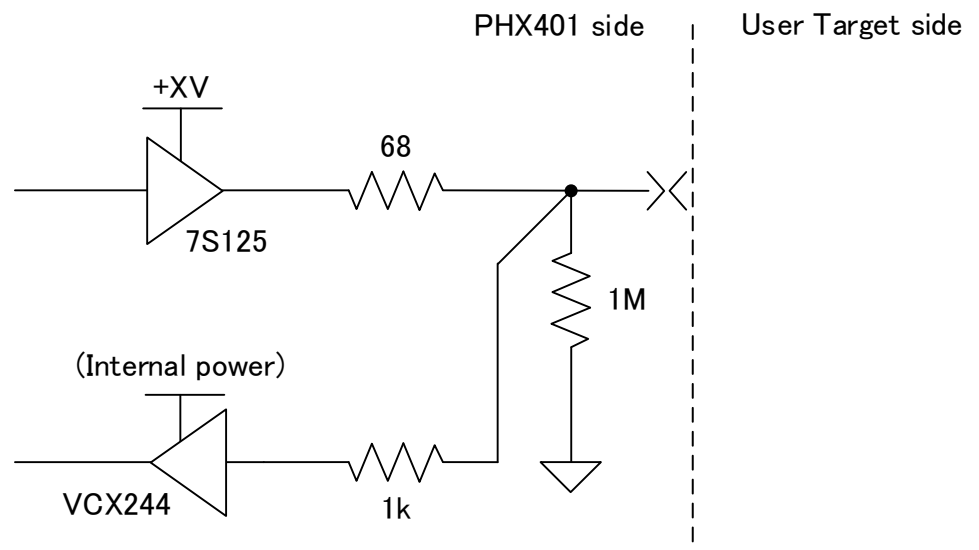 PHX401 side
User Target side
+XV
68
7S125
1M
(Internal power)
VCX244
1k